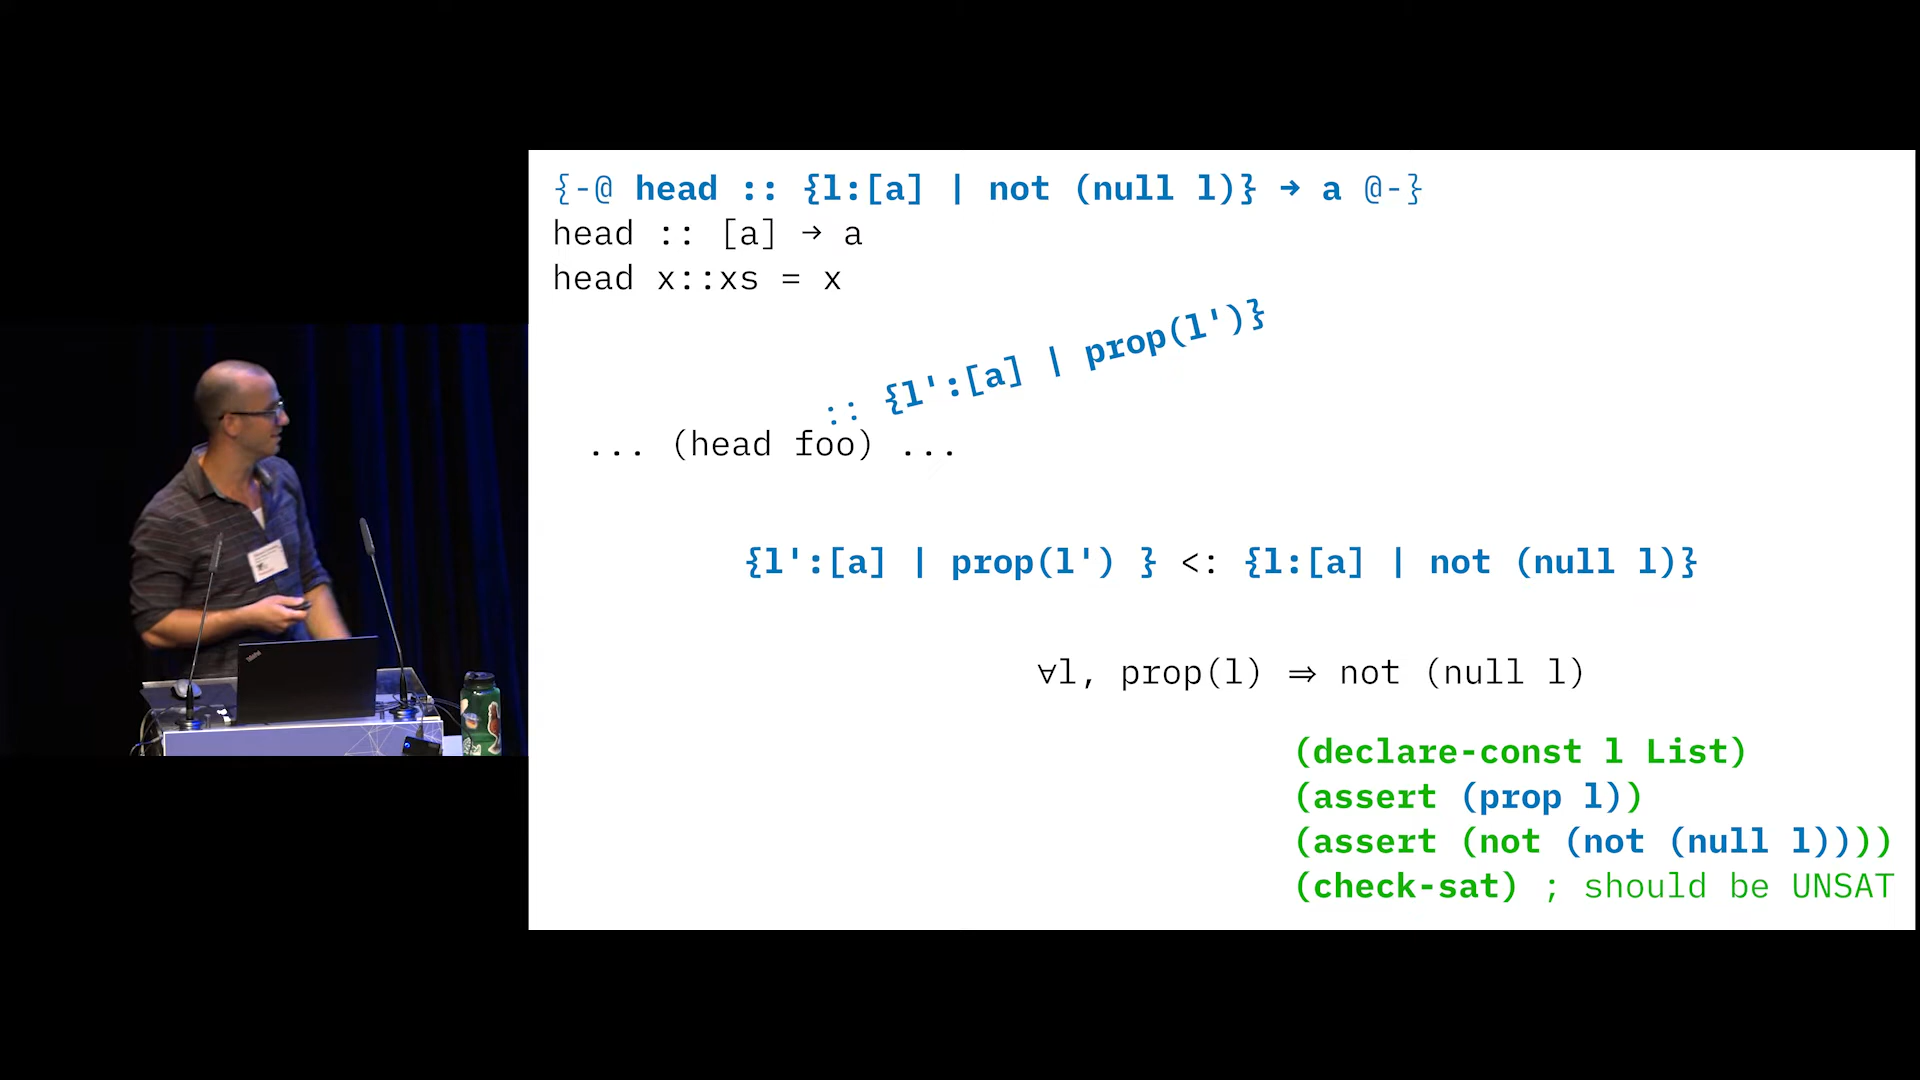 {-@ head :: {l:[a] | not (null l)} → a @-}
head :: [a] → a
head x::xs = x
:: {l':[a] | prop(l')}
... (head foo) ...
{l':[a] | prop(l') } <: {l:[a] | not (null l)}
∀l, prop(l) ⇒ not (null l)
(declare-const l List)
(assert (prop l))
(assert (not (not (null l))))
(check-sat) ; should be UNSAT